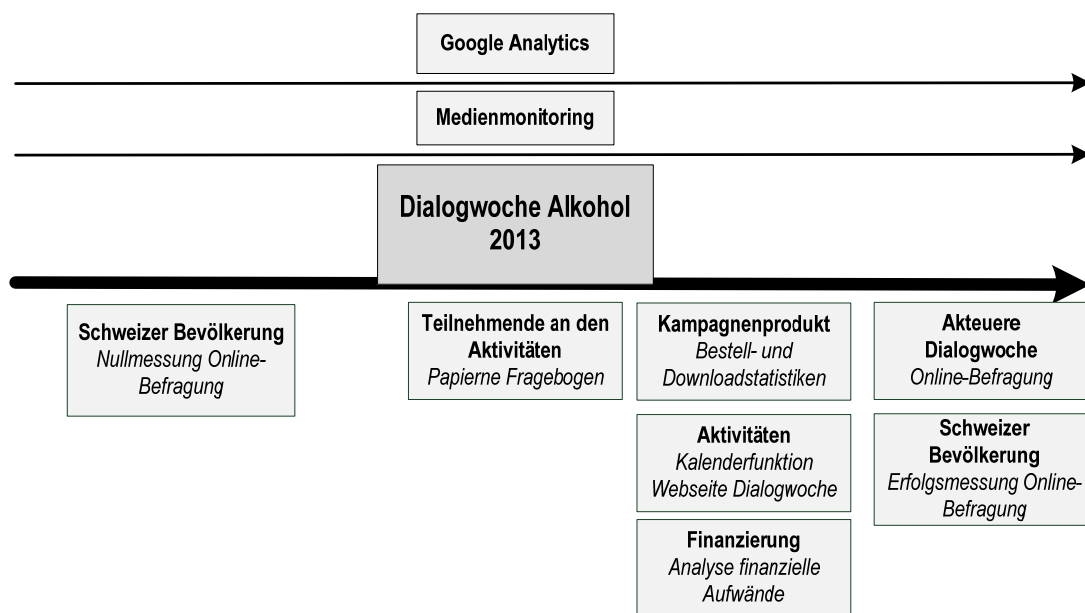 Google Analytics
Medienmonitoring
Dialogwoche Alkohol
2013
Schweizer Bevölkerung
Nullmessung Online-
Befragung
Teilnehmende an den
Aktivitäten
Papierne Fragebogen
Kampagnenprodukt
Bestell- und
Downloadstatistiken
Akteuere
Dialogwoche
Online-Befragung
Aktivitäten
Kalenderfunktion
Webseite Dialogwoche
Schweizer
Bevölkerung
Erfolgsmessung Online-
Befragung
Finanzierung
Analyse finanzielle
Aufwände